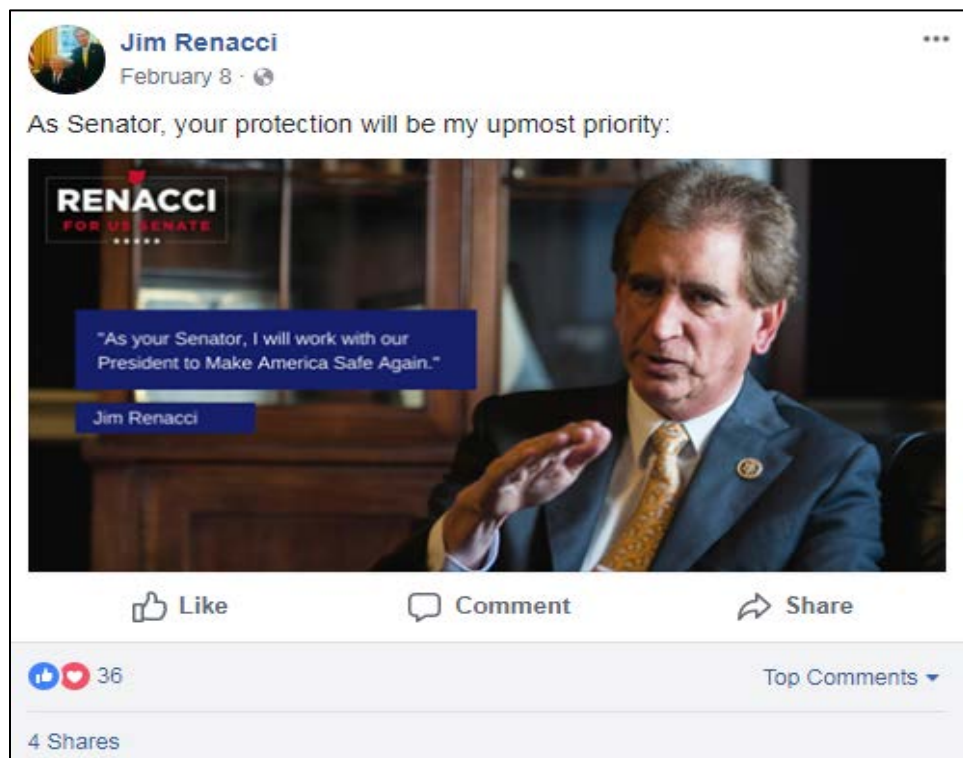 Jim Renacci
February 8 ·
As Senator, your protection will be my upmost priority:
RENACCI
FOR US SENATE
"As your Senator, I will work with our
President to Make America Safe Again."
Jim Renacci
Like Comment Share
36 Top Comments
4 Shares